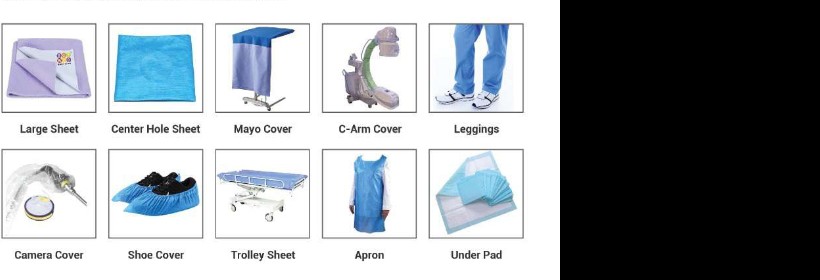 Large Sheet
Center Hole Sheet
Mayo Cover
C-Arm Cover
Leggings
Camera Cover
Shoe Cover
Trolley Sheet
Apron
Under Pad